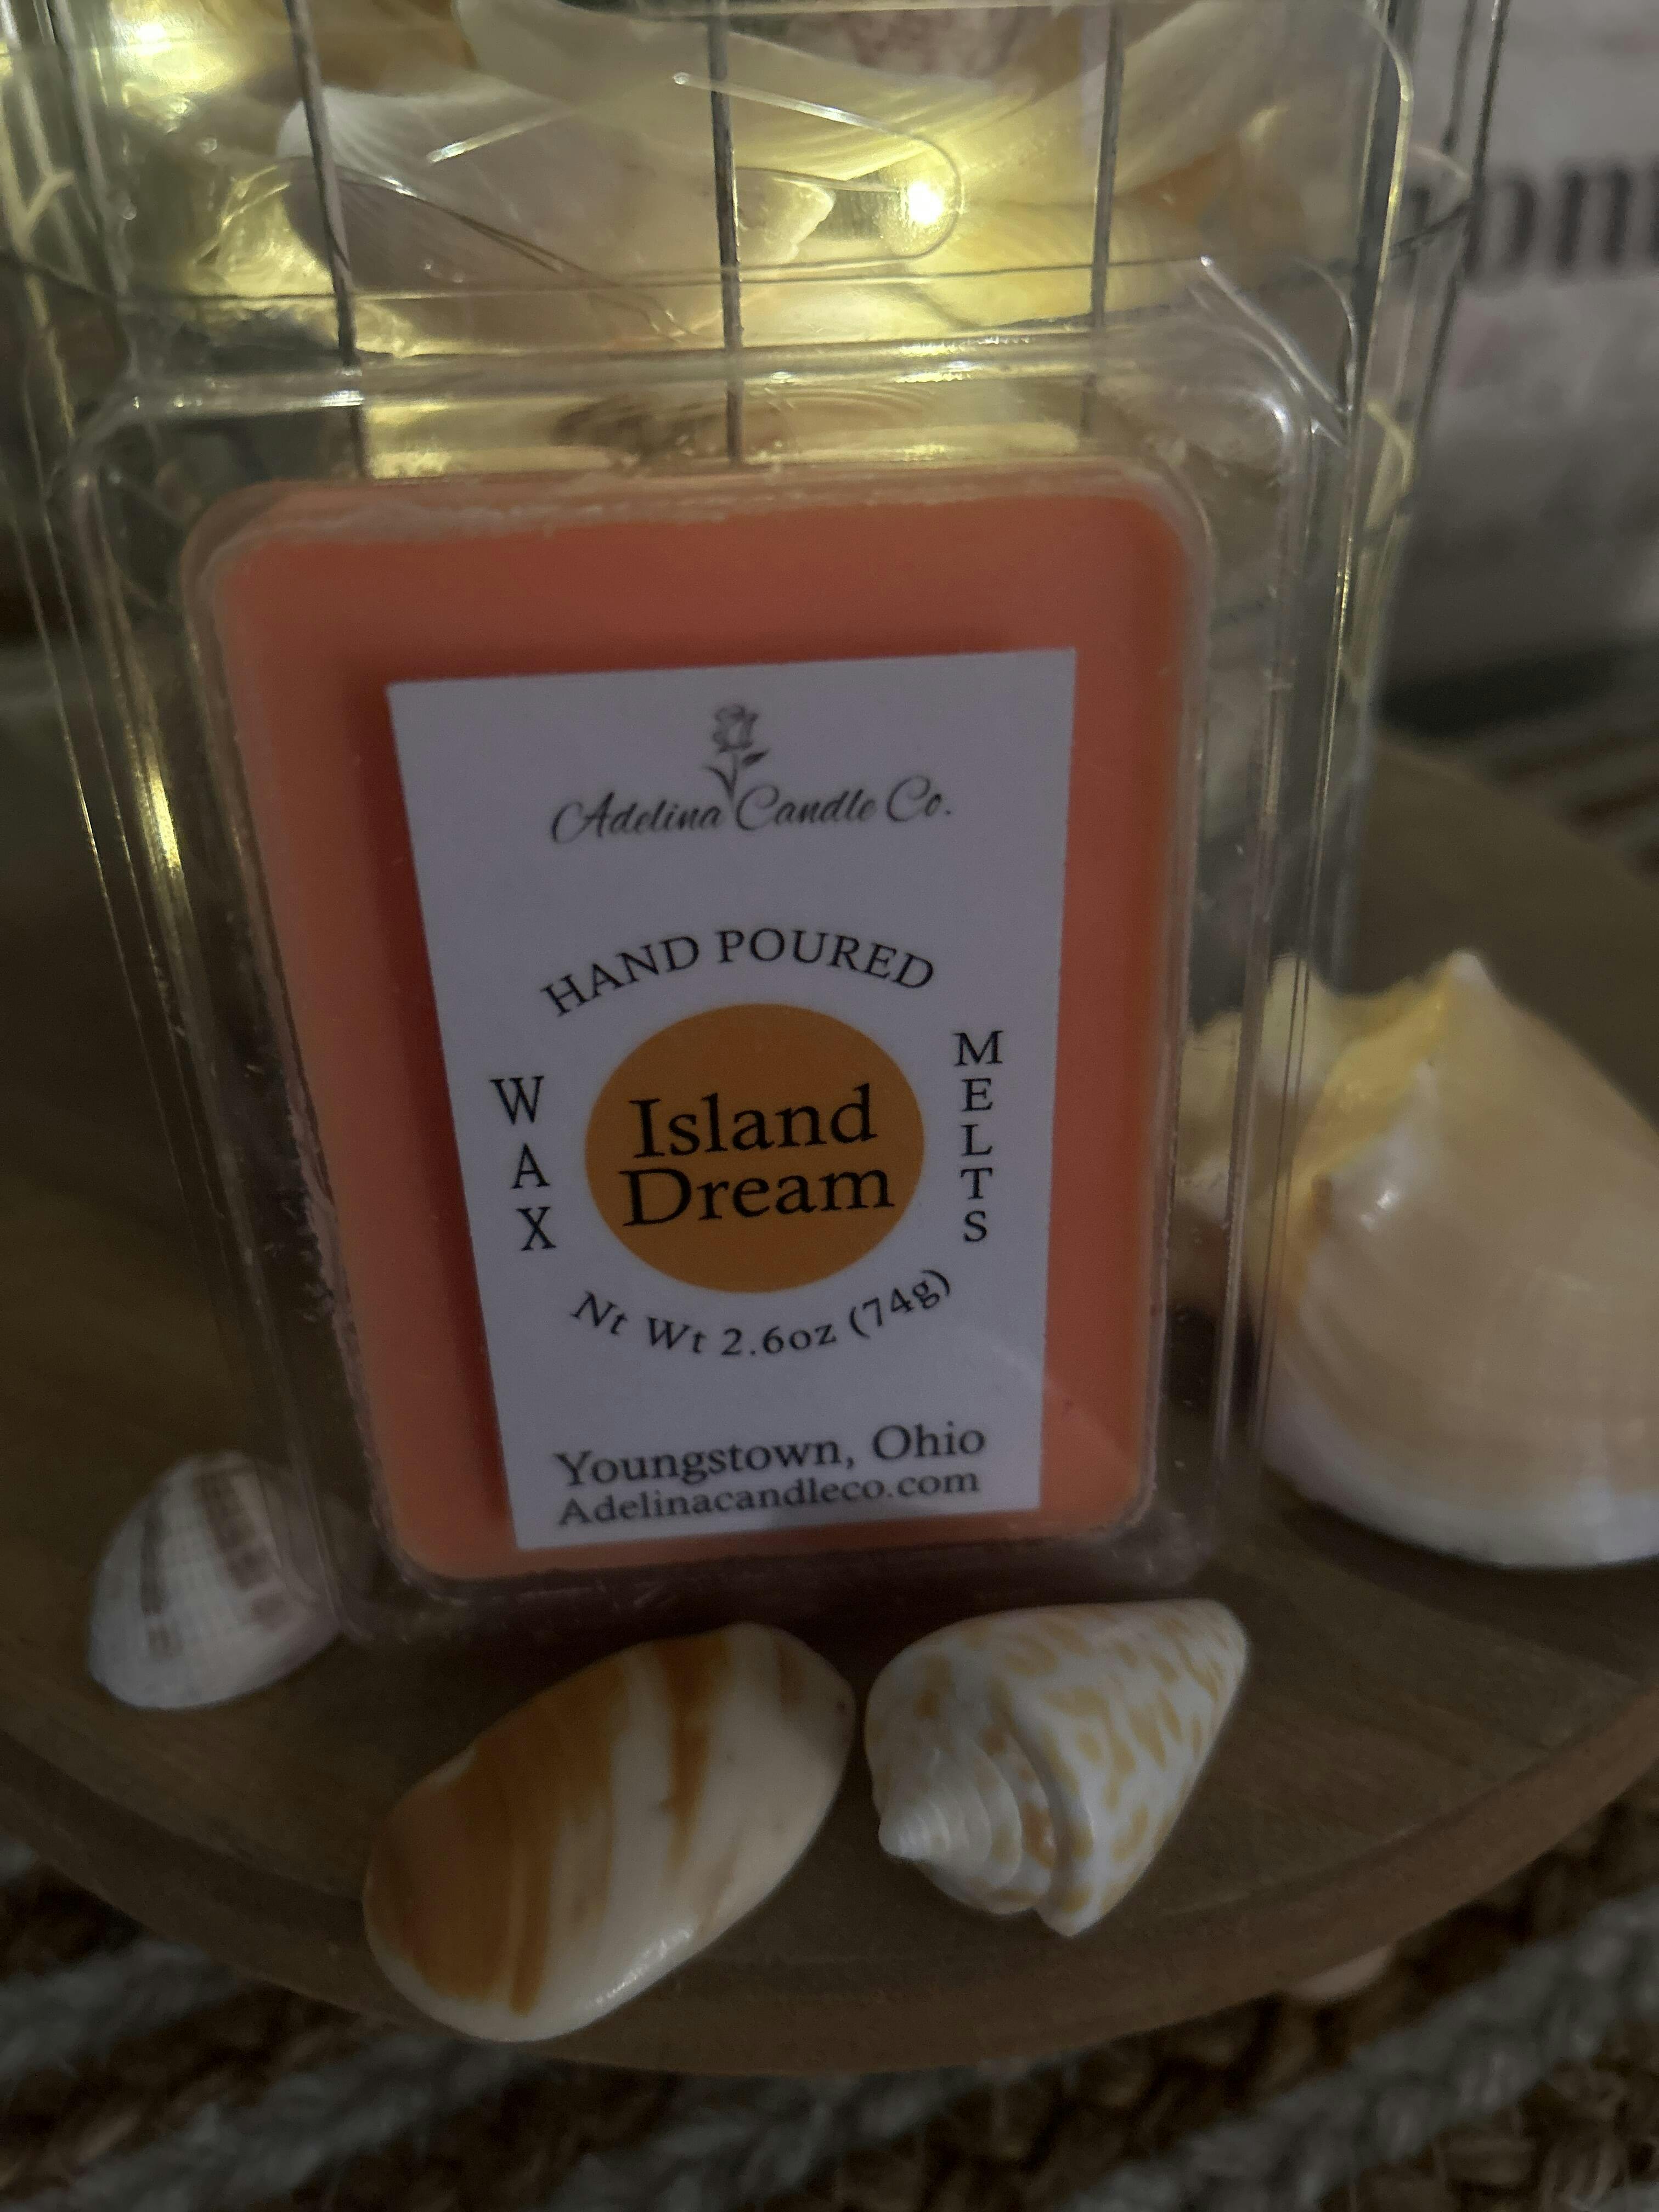 Adelina Candle Co.
HAND POURED
WAX
MELTS
Island
Dream
Nt Wt 2.6oz (74g)
Youngstown, Ohio
Adelinacandleco.com